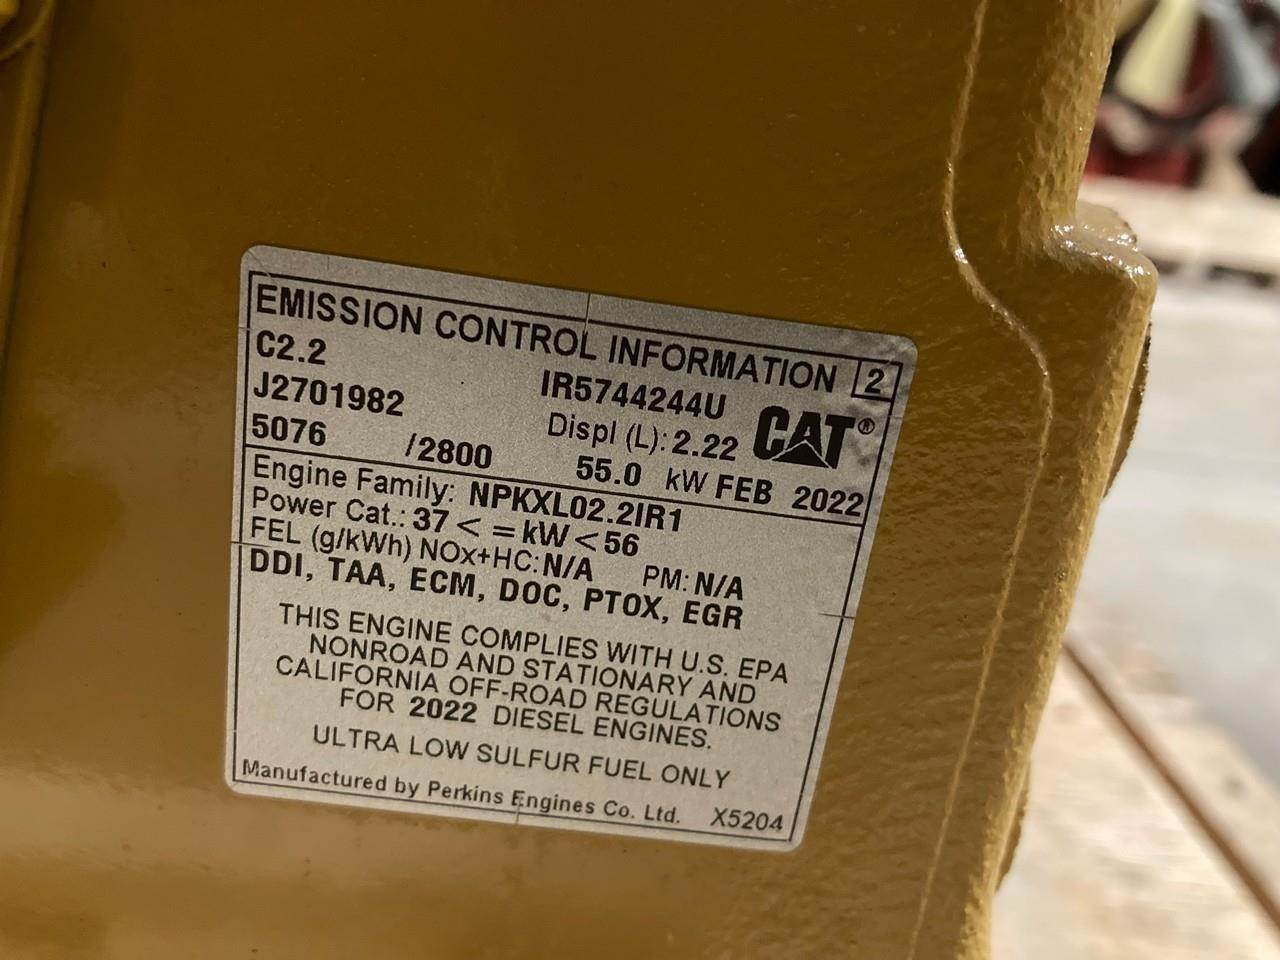 EMISSION CONTROL INFORMATION 2
C2.2 IR5744244U
J2701982 Displ (L): 2.22 CAT®
5076 /2800 55.0 kW FEB 2022
Engine Family: NPKXL02.2IR1
Power Cat.: 37 < = kW < 56
FEL (g/kWh) NOx+HC: N/A PM: N/A
DDI, TAA, ECM, DOC, PTOX, EGR
THIS ENGINE COMPLIES WITH U.S. EPA
NONROAD AND STATIONARY AND
CALIFORNIA OFF-ROAD REGULATIONS
FOR 2022 DIESEL ENGINES.
ULTRA LOW SULFUR FUEL ONLY
Manufactured by Perkins Engines Co. Ltd. X5204